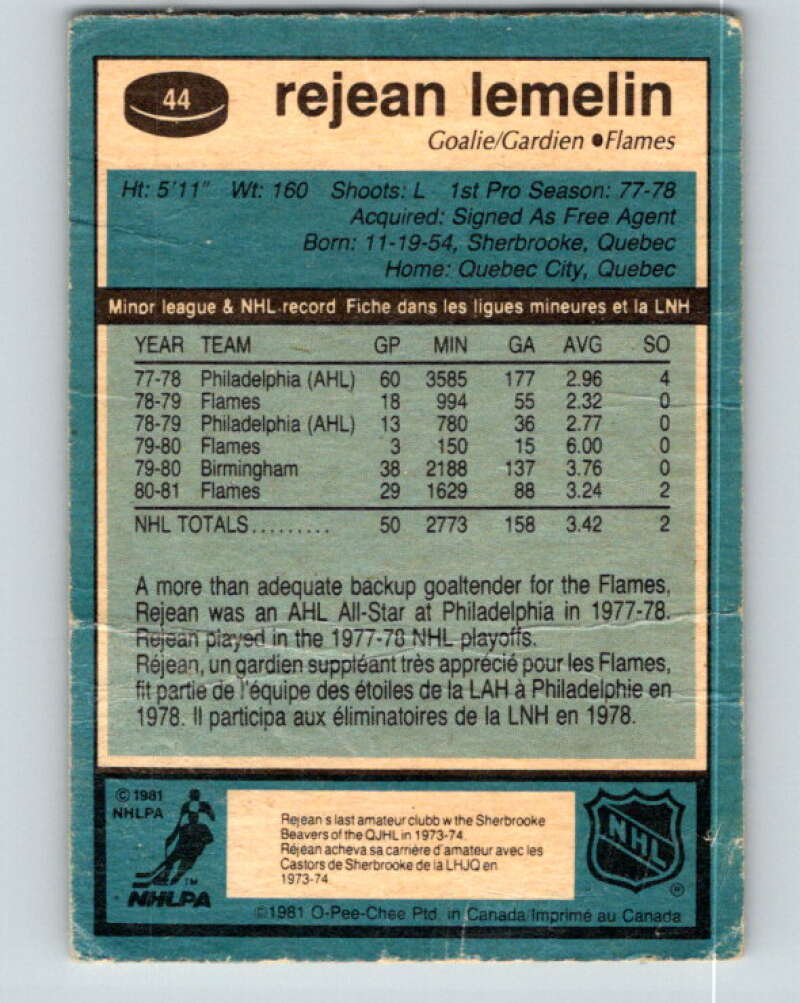 44
rejean lemelin
Goalie/Gardien ●Flames
Ht: 5'11" Wt: 160 Shoots: L 1st Pro Season: 77-78
Acquired: Signed As Free Agent
Born: 11-19-54, Sherbrooke, Quebec
Home: Quebec City, Quebec
Minor league & NHL record Fiche dans les ligues mineures et la LNH
YEAR TEAM GP MIN GA AVG SO
77-78 Philadelphia (AHL) 60 3585 177 2.96 4
78-79 Flames 18 994 55 2.32 0
78-79 Philadelphia (AHL) 13 780 36 2.77 0
79-80 Flames 3 150 15 6.00 0
79-80 Birmingham 38 2188 137 3.76 0
80-81 Flames 29 1629 88 3.24 2
NHL TOTALS......... 50 2773 158 3.42 2
A more than adequate backup goaltender for the Flames,
Rejean was an AHL All-Star at Philadelphia in 1977-78.
Rejean played in the 1977-78 NHL playoffs.
Réjean, un gardien suppléant très apprécié pour les Flames,
fit partie de l'équipe des étoiles de la LAH à Philadelphie en
1978. Il participa aux éliminatoires de la LNH en 1978.
© 1981
NHLPA
TM
NHLPA
Rejean s last amateur clubb w the Sherbrooke
Beavers of the QJHL in 1973-74.
Réjean acheva sa carrière d'amateur avec les
Castors de Sherbrooke de la LHJQ en
1973-74.
NHL
®
©1981 O-Pee-Chee Ptd. in Canada/Imprimé au Canada